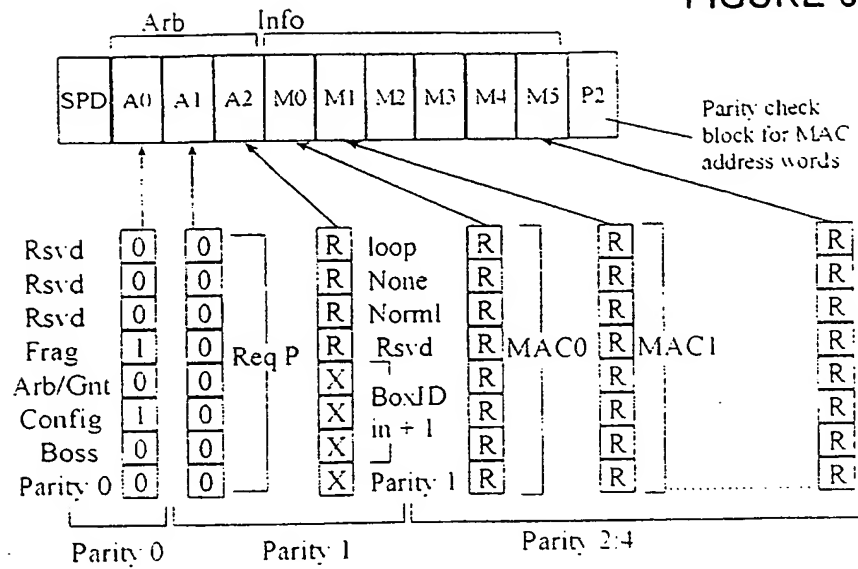 FIGURE
Arb Info
SPD A0 A1 A2 M0 M1 M2 M3 M4 M5 P2
Parity check
block for MAC
address words
Rsvd 0 0 R loop R R R
Rsvd 0 0 R None R R R
Rsvd 0 0 R Norml R R R
Frag 1 0 Req P R Rsvd R MAC0 R MAC1 R
Arb/Gnt 0 0 X R R R
Config 1 0 X BoxID R R R
Boss 0 0 X in + 1 R R R
Parity 0 0 0 X Parity 1 R R R
Parity 0 Parity 1 Parity 2:4